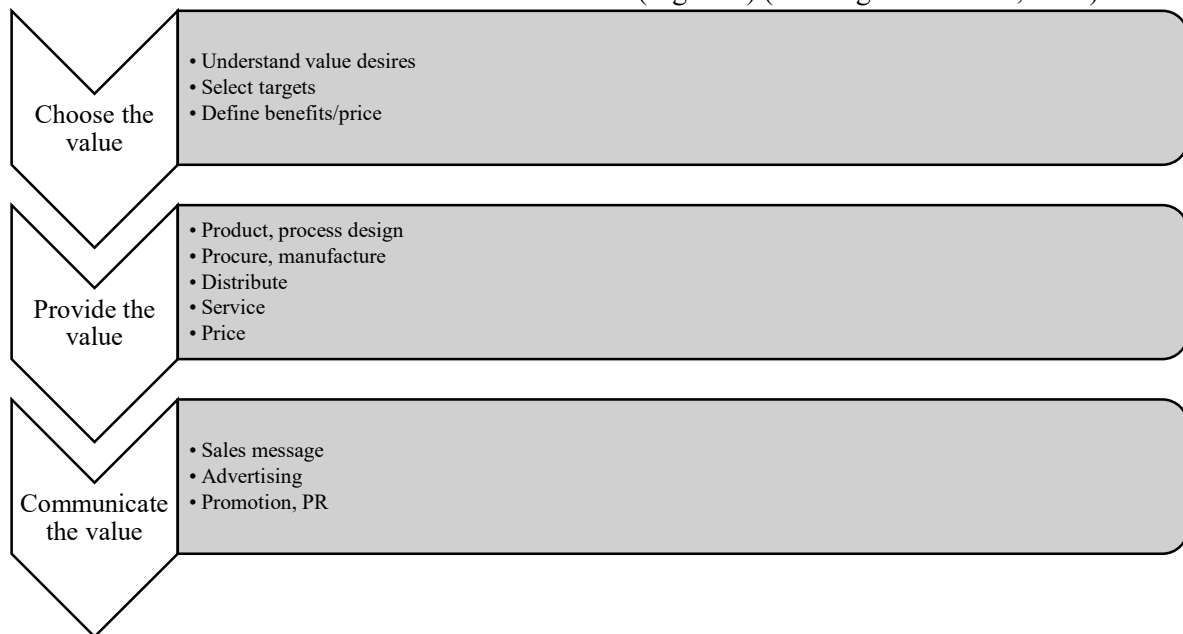 Choose the
value
• Understand value desires
• Select targets
• Define benefits/price
Provide the
value
• Product, process design
• Procure, manufacture
• Distribute
• Service
• Price
Communicate
the value
• Sales message
• Advertising
• Promotion, PR